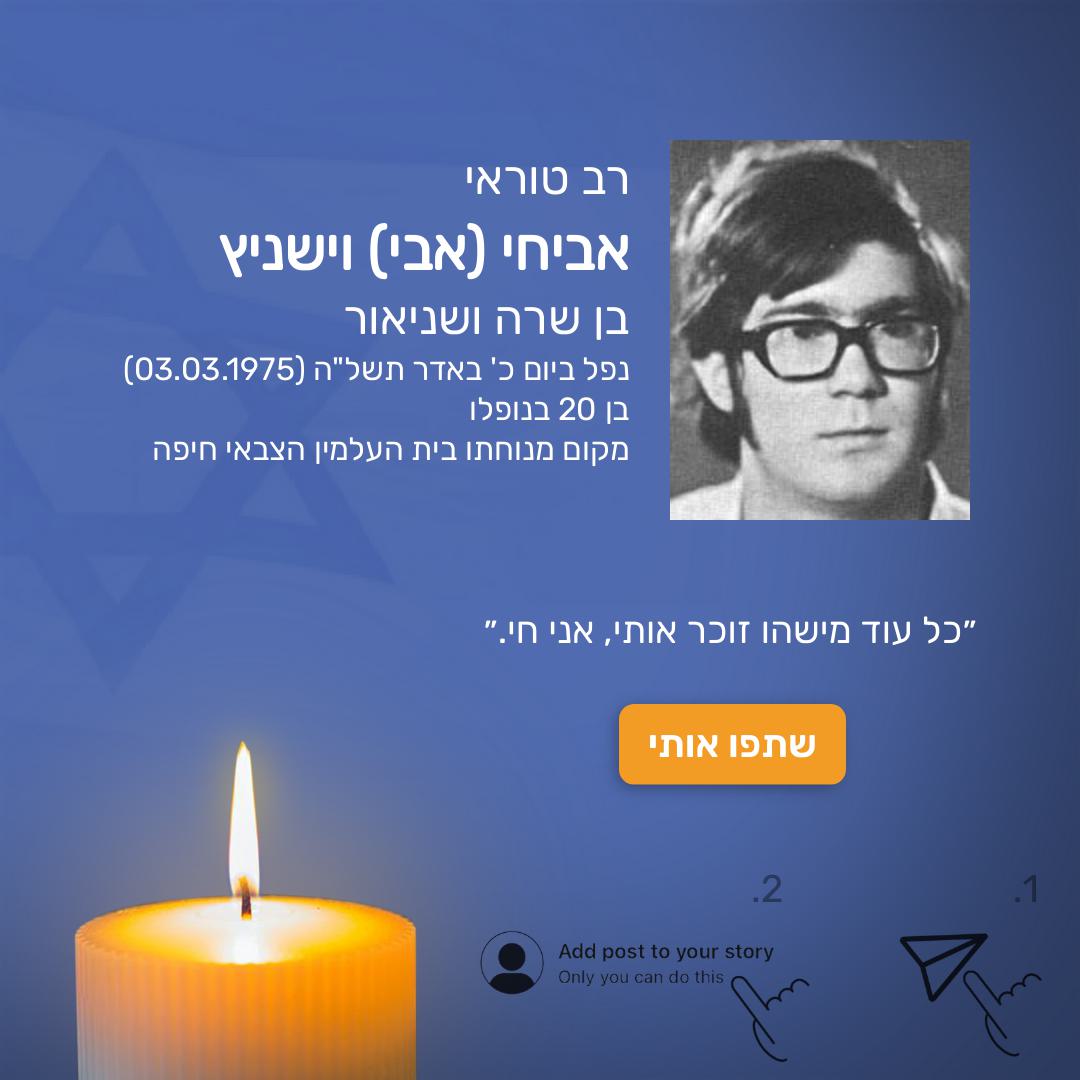 רב טוראי
אביחי (אבי) וישניץ
בן שרה ושניאור
נפל ביום כ' באדר תשל"ה (03.03.1975)
בן 20 בנופלו
מקום מנוחתו בית העלמין הצבאי חיפה
״כל עוד מישהו זוכר אותי, אני חי.״
שתפו אותי
1.
2.
Add post to your story
Only you can do this